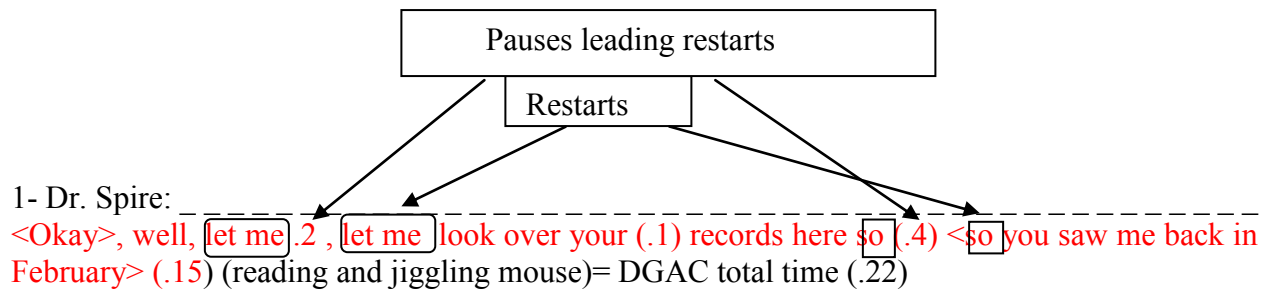 Pauses leading restarts
Restarts
1- Dr. Spire:
<Okay>, well, let me .2 , let me look over your (.1) records here so (.4) <so you saw me back in
February> (.15) (reading and jiggling mouse)= DGAC total time (.22)